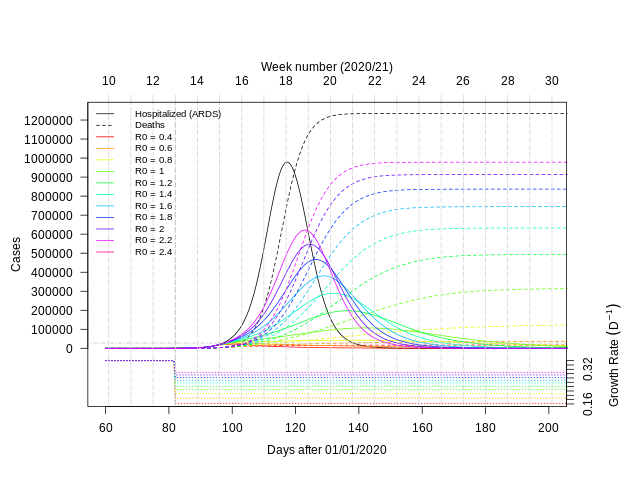 Week number (2020/21)
10 12 14 16 18 20 22 24 26 28 30
Hospitalized (ARDS)
Deaths
R0 = 0.4
R0 = 0.6
R0 = 0.8
R0 = 1
R0 = 1.2
R0 = 1.4
R0 = 1.6
R0 = 1.8
R0 = 2
R0 = 2.2
R0 = 2.4
Cases
1200000
1100000
1000000
900000
800000
700000
600000
500000
400000
300000
200000
100000
0
0.32
0.16
Growth Rate (D⁻¹)
60 80 100 120 140 160 180 200
Days after 01/01/2020